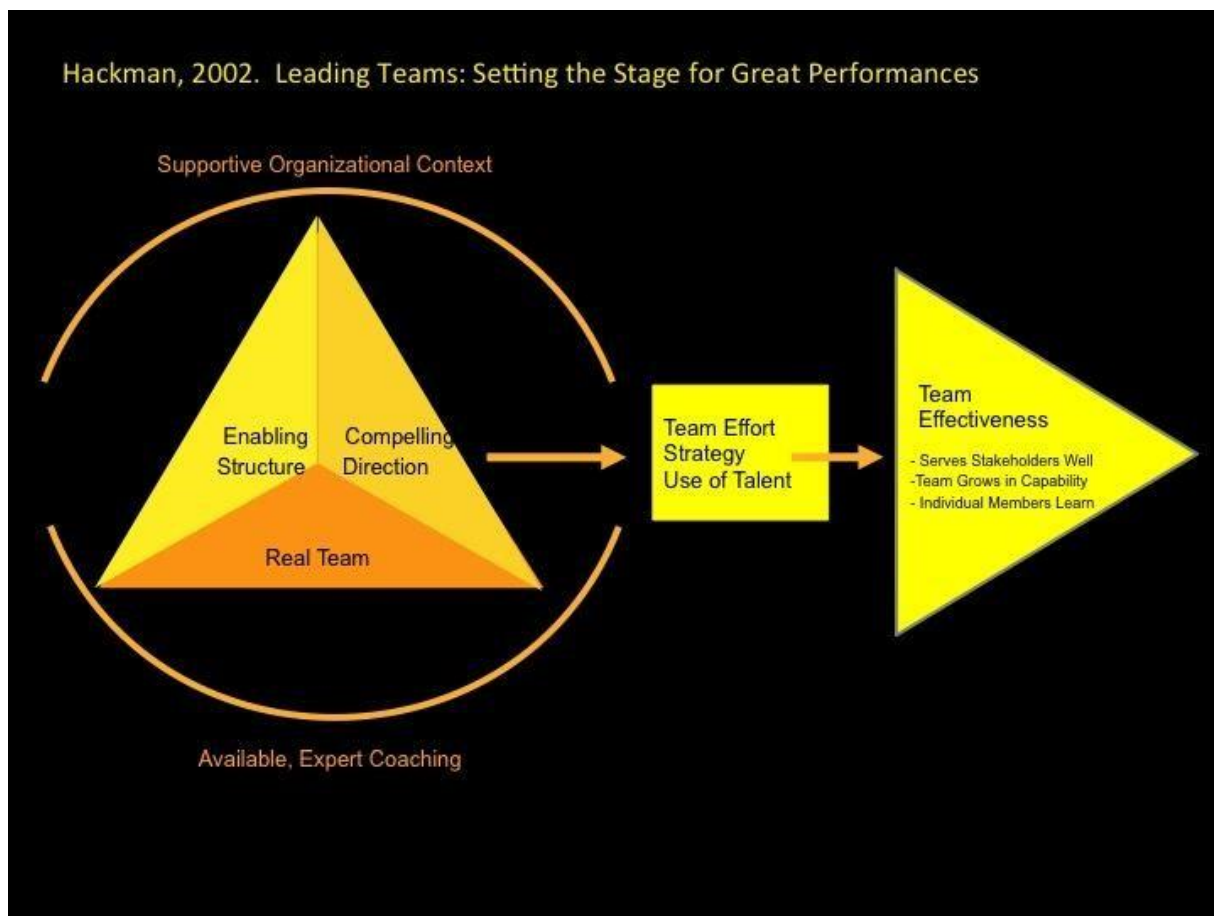 Hackman, 2002.  Leading Teams: Setting the Stage for Great Performances
Supportive Organizational Context
Enabling
Structure
Compelling
Direction
Real Team
Available, Expert Coaching
Team Effort
Strategy
Use of Talent
Team
Effectiveness
- Serves Stakeholders Well
-Team Grows in Capability
- Individual Members Learn